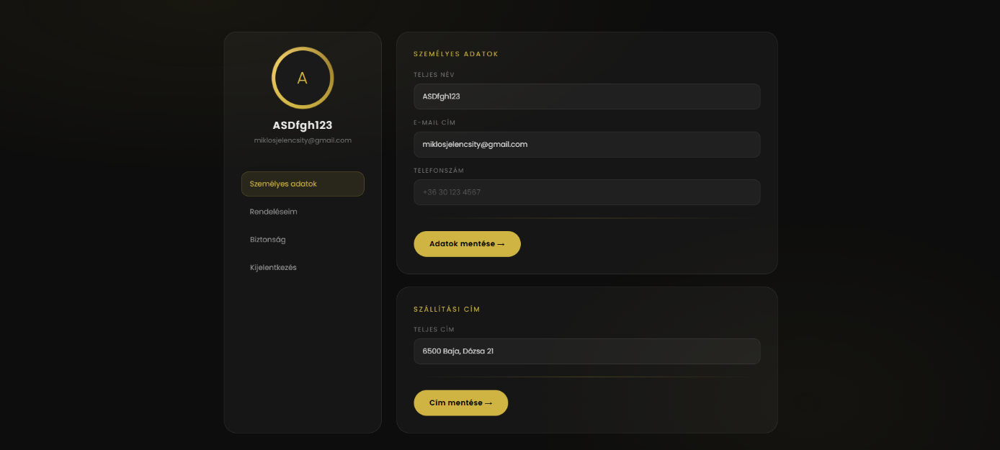 A
ASDfgh123
miklosjelencsity@gmail.com
Személyes adatok
Rendeléseim
Biztonság
Kijelentkezés
SZEMÉLYES ADATOK
TELJES NÉV
ASDfgh123
E-MAIL CÍM
miklosjelencsity@gmail.com
TELEFONSZÁM
+36 30 123 4567
Adatok mentése →
SZÁLLÍTÁSI CÍM
TELJES CÍM
6500 Baja, Dózsa 21
Cím mentése →